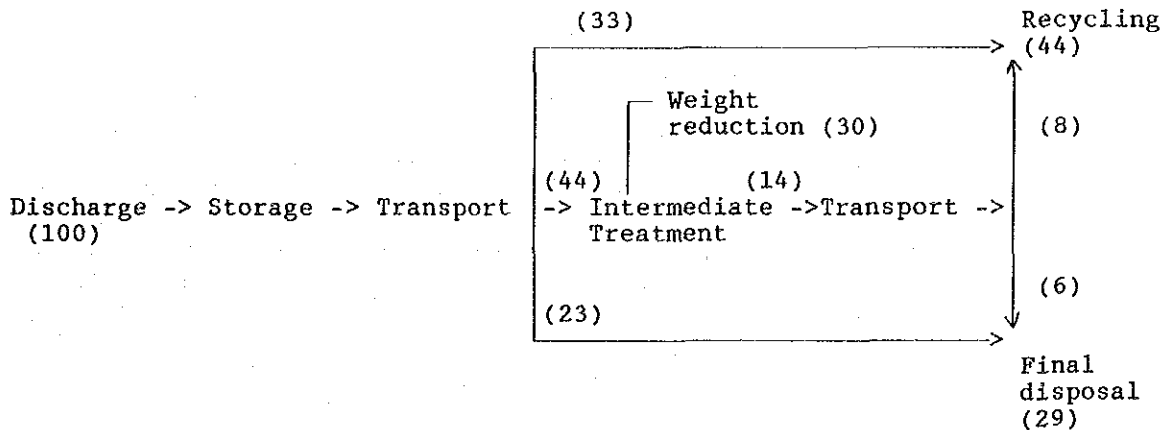 (33)
Recycling
(44)
Weight
reduction (30)
(8)
(44)
(14)
Discharge -> Storage -> Transport -> Intermediate ->Transport ->
(100)
Treatment
(6)
(23)
Final
disposal
(29)